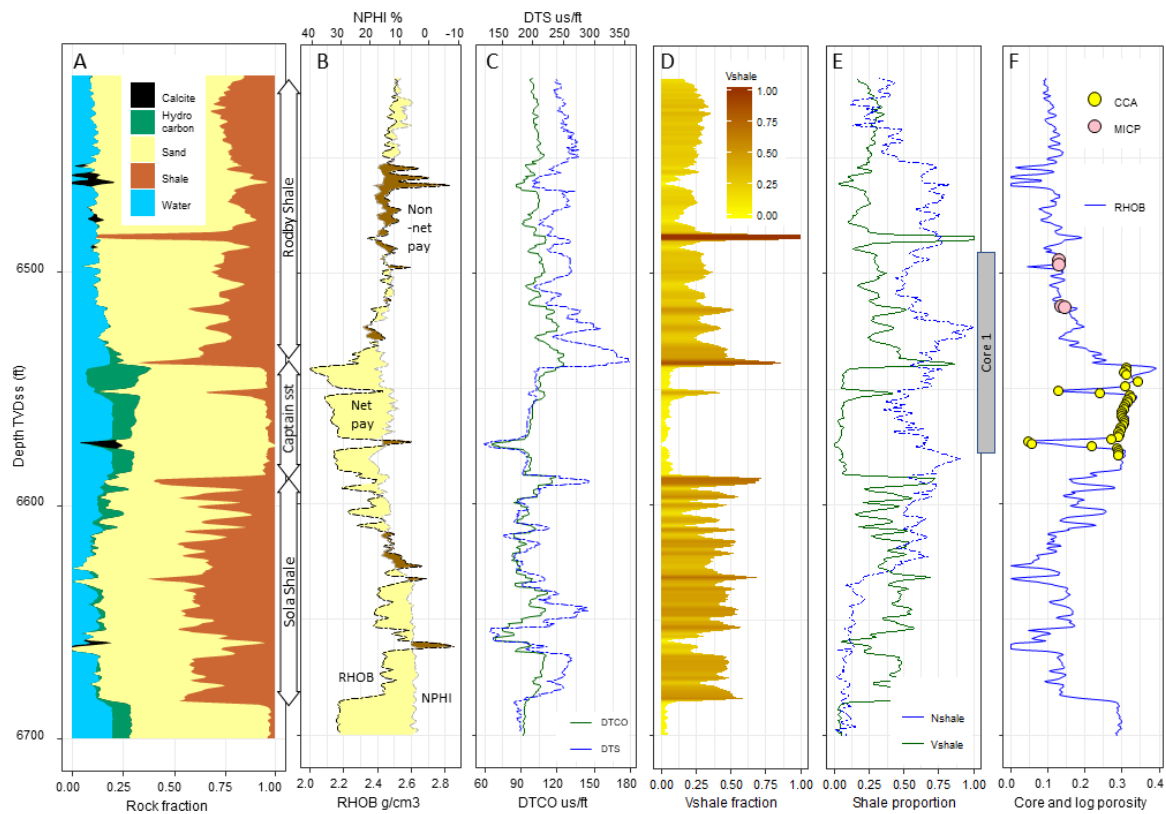 NPHI %
DTS us/ft
40 30 20 10 0 -10
150 200 250 300 350
A
B
C
D
E
F
Calcite
Hydro
carbon
Sand
Shale
Water
Vshale
1.00
0.75
0.50
0.25
0.00
CCA
MICP
RHOB
Rodby Shale
Non
-net
pay
Captain sst
Net
pay
Core 1
Sola Shale
RHOB
NPHI
DTCO
DTS
Nshale
Vshale
Depth TVDs s (ft)
6500
6600
6700
0.00 0.25 0.50 0.75 1.00
Rock fraction
2.0 2.2 2.4 2.6 2.8
RHOB g/cm3
60 90 120 150 180
DTCO us/ft
0.00 0.25 0.50 0.75 1.00
Vshale fraction
0.00 0.25 0.50 0.75 1.00
Shale proportion
0.0 0.1 0.2 0.3 0.4
Core and log porosity